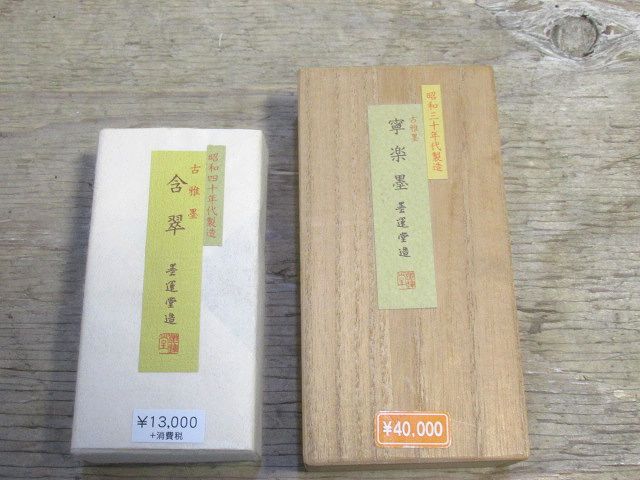 昭和四十年代製造
古雅墨
含翠
墨運堂造
¥13,000
+消費税
昭和三十年代製造
古雅墨
寧楽墨
墨運堂造
¥40,000